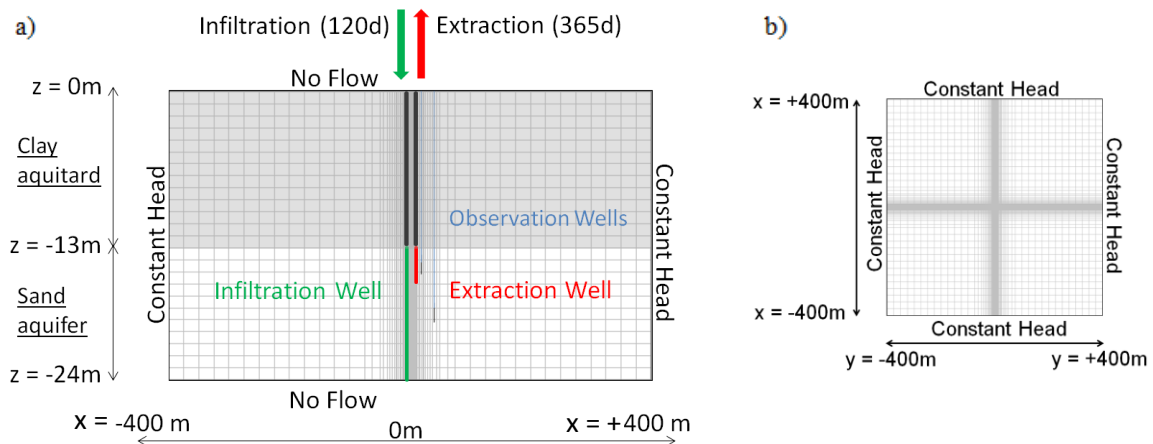 a)
Infiltration (120d)
Extraction (365d)
No Flow
z = 0m
Clay
aquitard
Constant Head
Constant Head
Observation Wells
z = -13m
Infiltration Well
Extraction Well
Sand
aquifer
z = -24m
No Flow
x = -400 m
0m
x = +400 m
b)
Constant Head
x = +400m
Constant Head
Constant Head
x = -400m
Constant Head
y = -400m
y = +400m